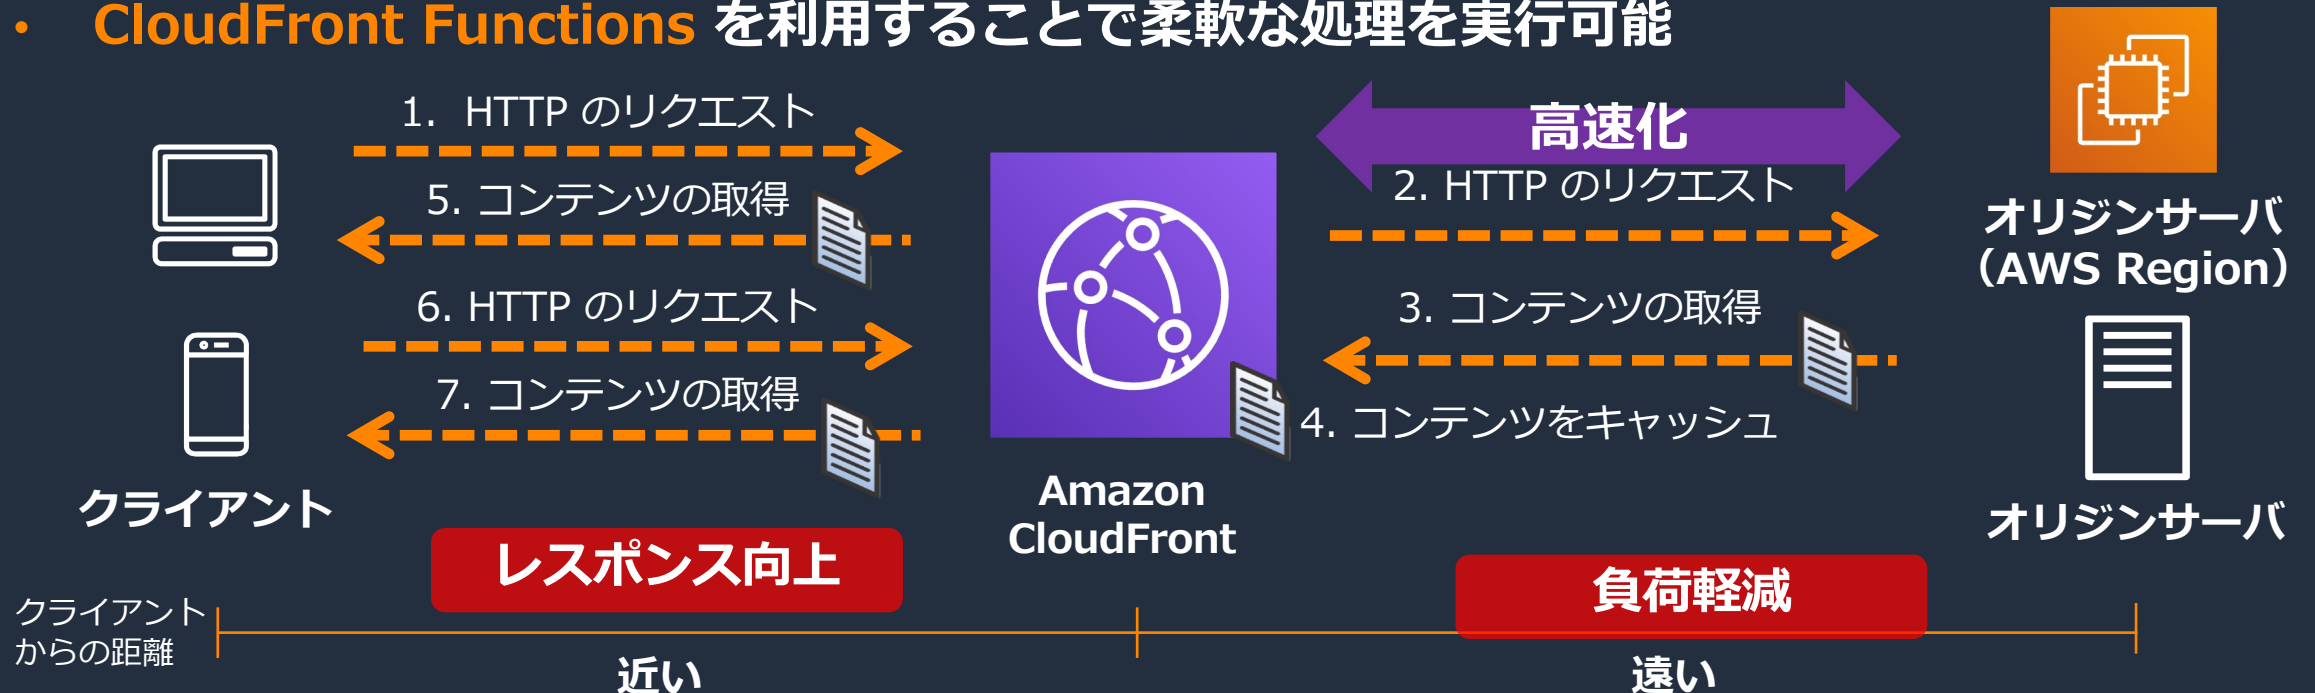 • CloudFront Functions を利用することで柔軟な処理を実行可能
1. HTTP のリクエスト
5. コンテンツの取得
6. HTTP のリクエスト
7. コンテンツの取得
クライアント
Amazon
CloudFront
高速化
2. HTTP のリクエスト
3. コンテンツの取得
4. コンテンツをキャッシュ
オリジンサーバ
（AWS Region）
オリジンサーバ
レスポンス向上
負荷軽減
クライアント
からの距離
近い
遠い